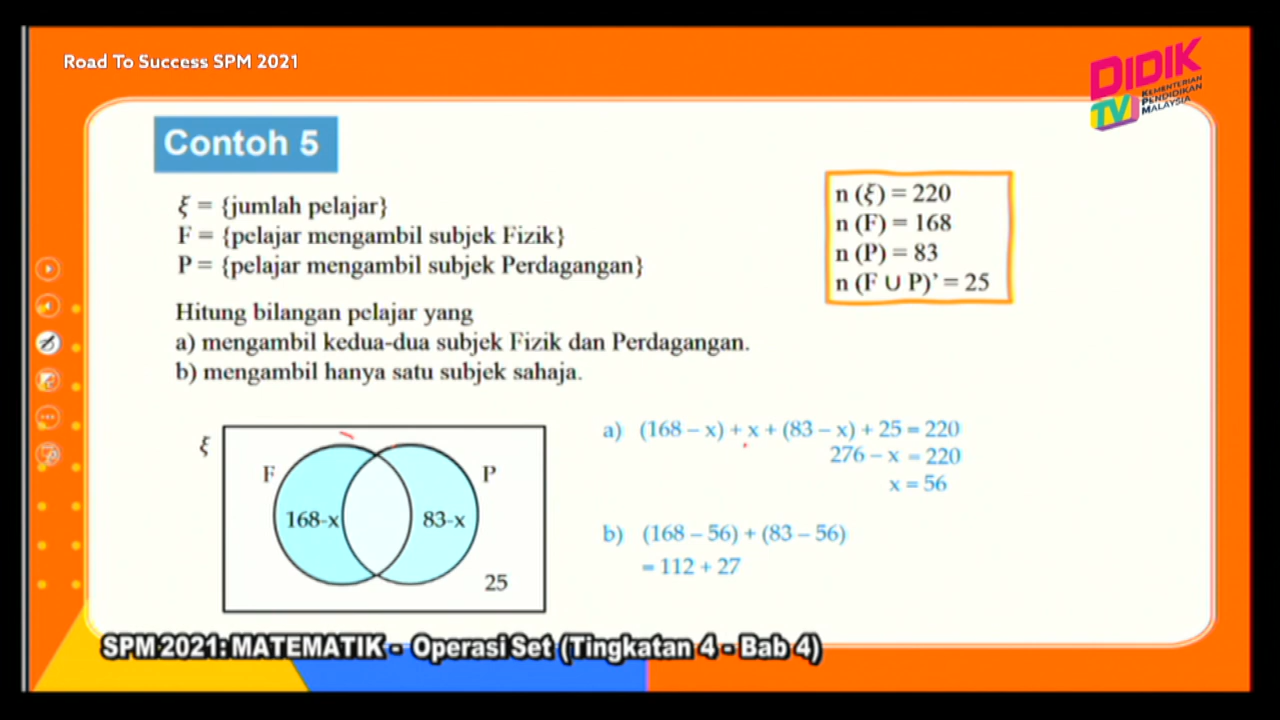 Road To Success SPM 2021
DIDIK
TV
KEMENTERIAN
PENDIDIKAN
MALAYSIA
Contoh 5
ξ = {jumlah pelajar}
F = {pelajar mengambil subjek Fizik}
P = {pelajar mengambil subjek Perdagangan}
n (ξ) = 220
n (F) = 168
n (P) = 83
n (F ∪ P)’ = 25
Hitung bilangan pelajar yang
a) mengambil kedua-dua subjek Fizik dan Perdagangan.
b) mengambil hanya satu subjek sahaja.
ξ
F
P
168-x
83-x
25
a) (168 – x) + x + (83 – x) + 25 = 220
276 – x = 220
x = 56
b) (168 – 56) + (83 – 56)
= 112 + 27
SPM 2021: MATEMATIK - Operasi Set (Tingkatan 4 - Bab 4)